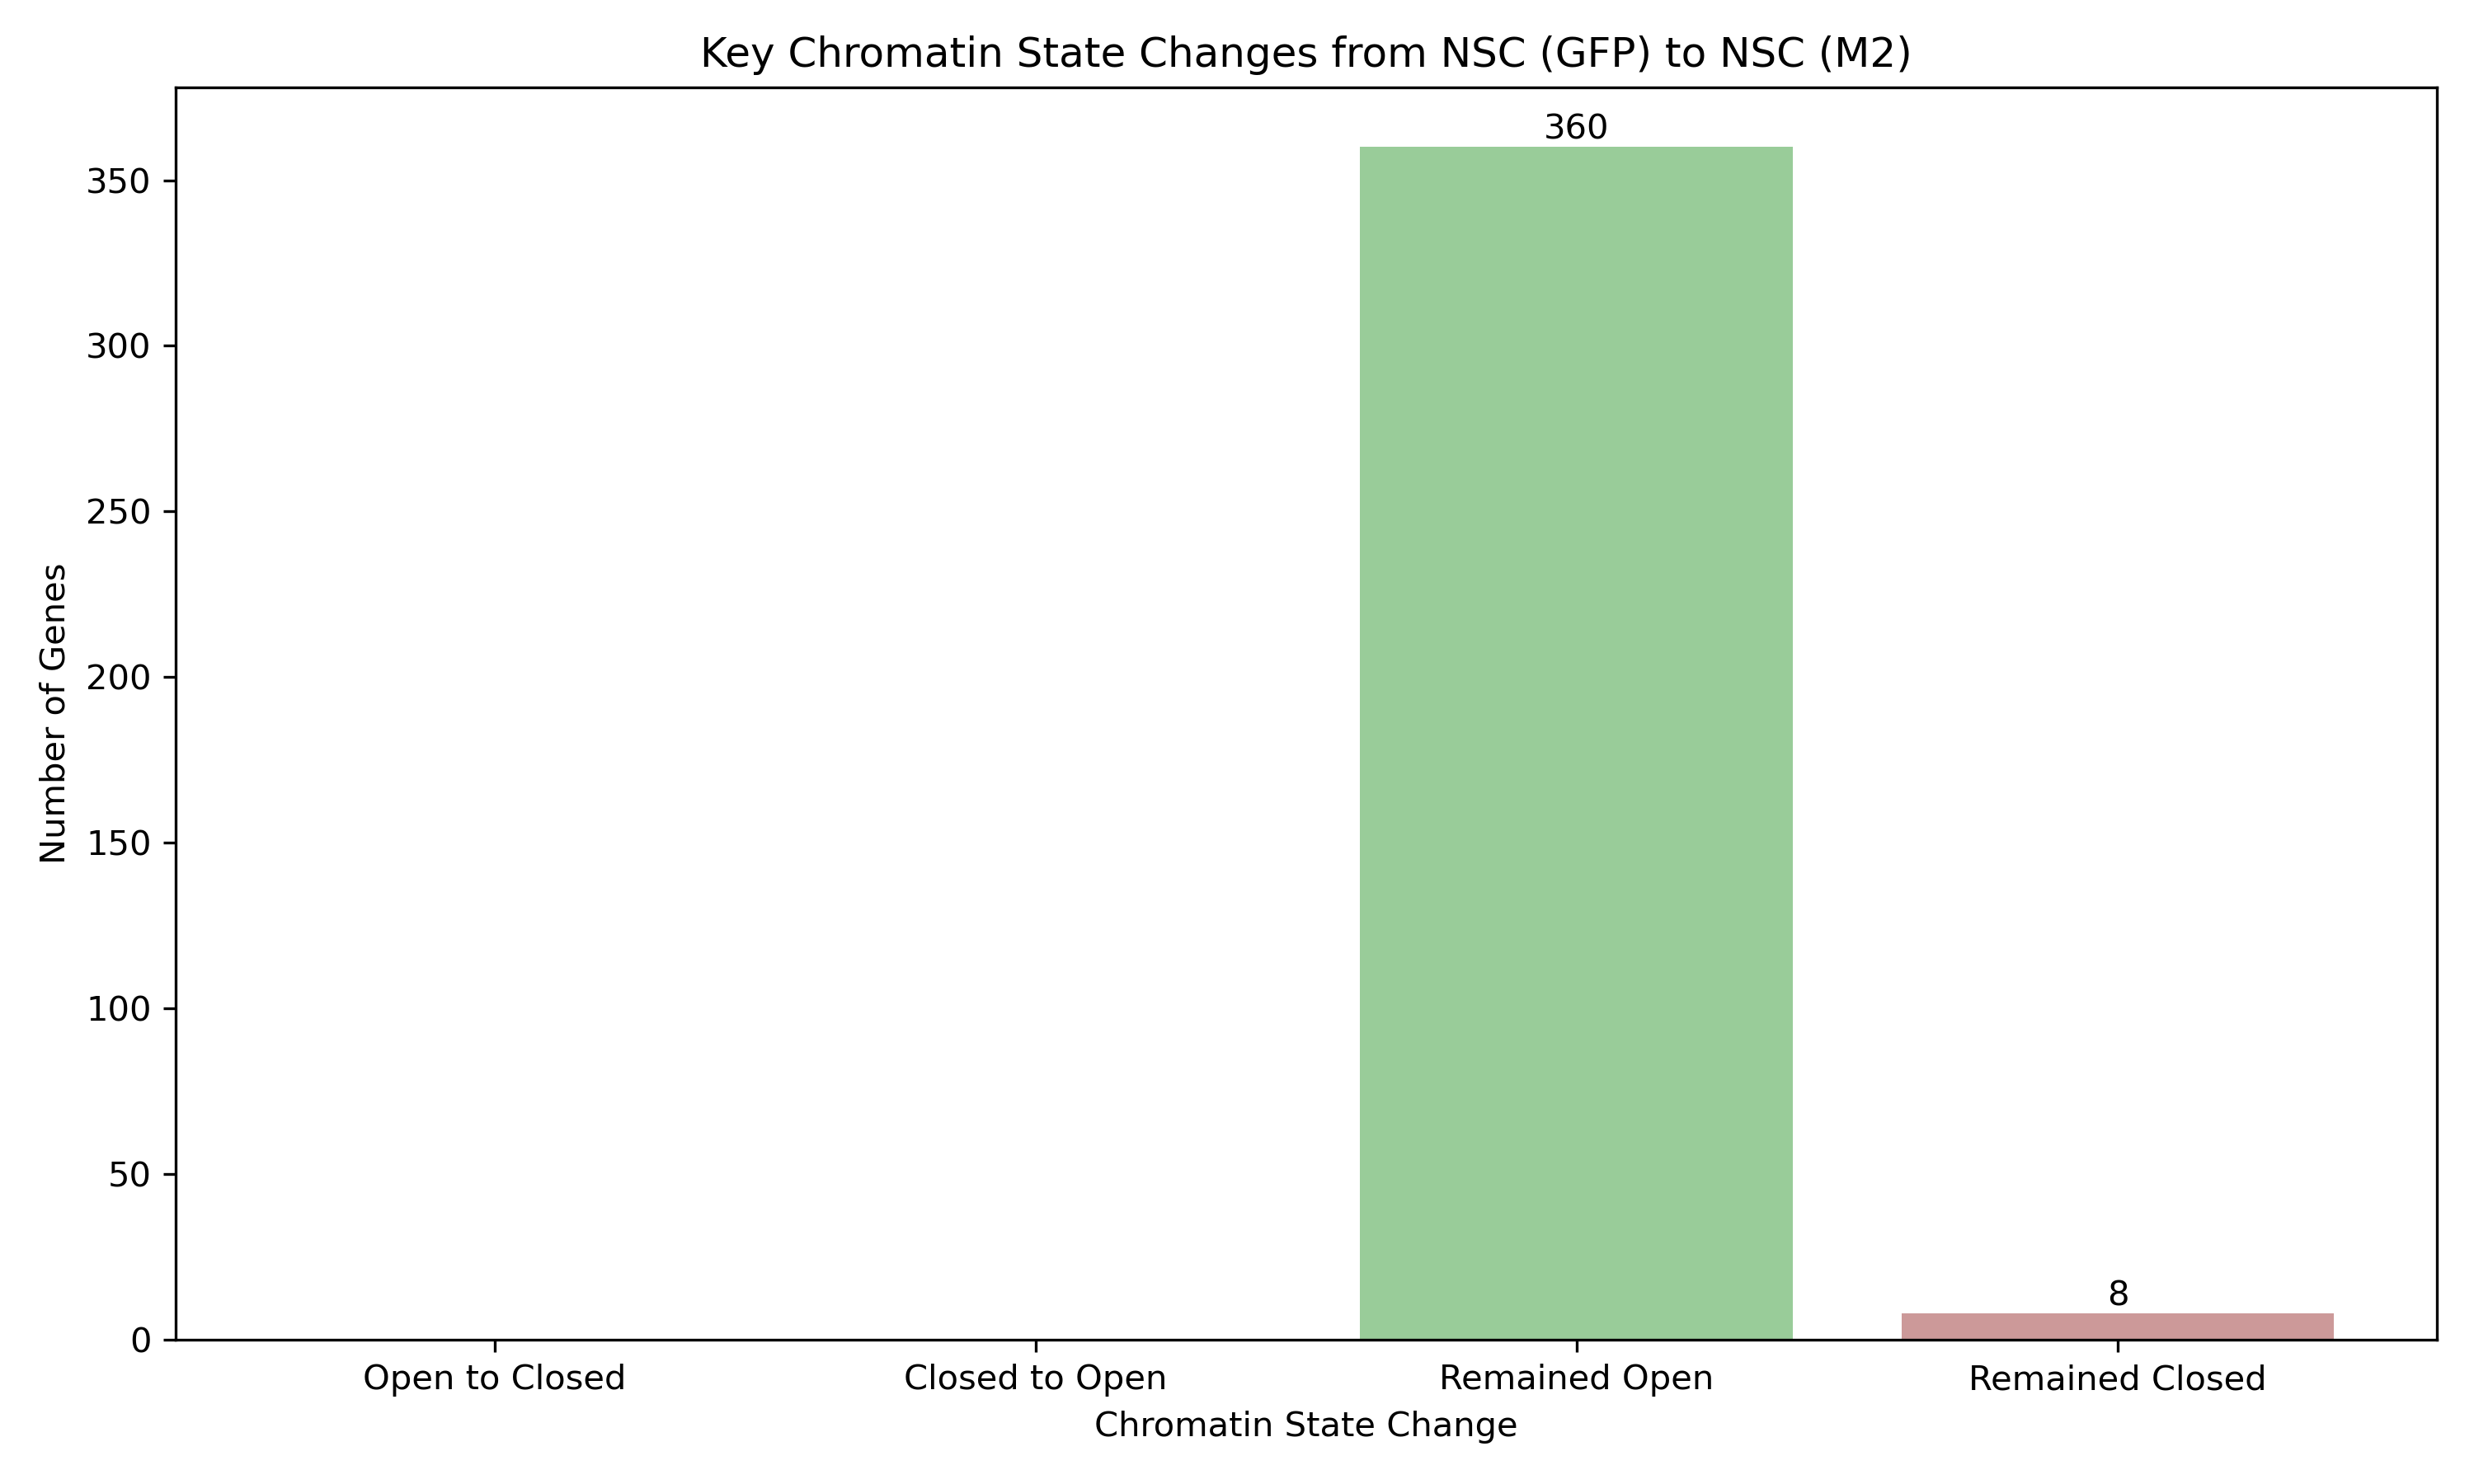 Key Chromatin State Changes from NSC (GFP) to NSC (M2)
360
350
300
250
200
150
100
50
0
Number of Genes
8
Open to Closed
Closed to Open
Remained Open
Remained Closed
Chromatin State Change